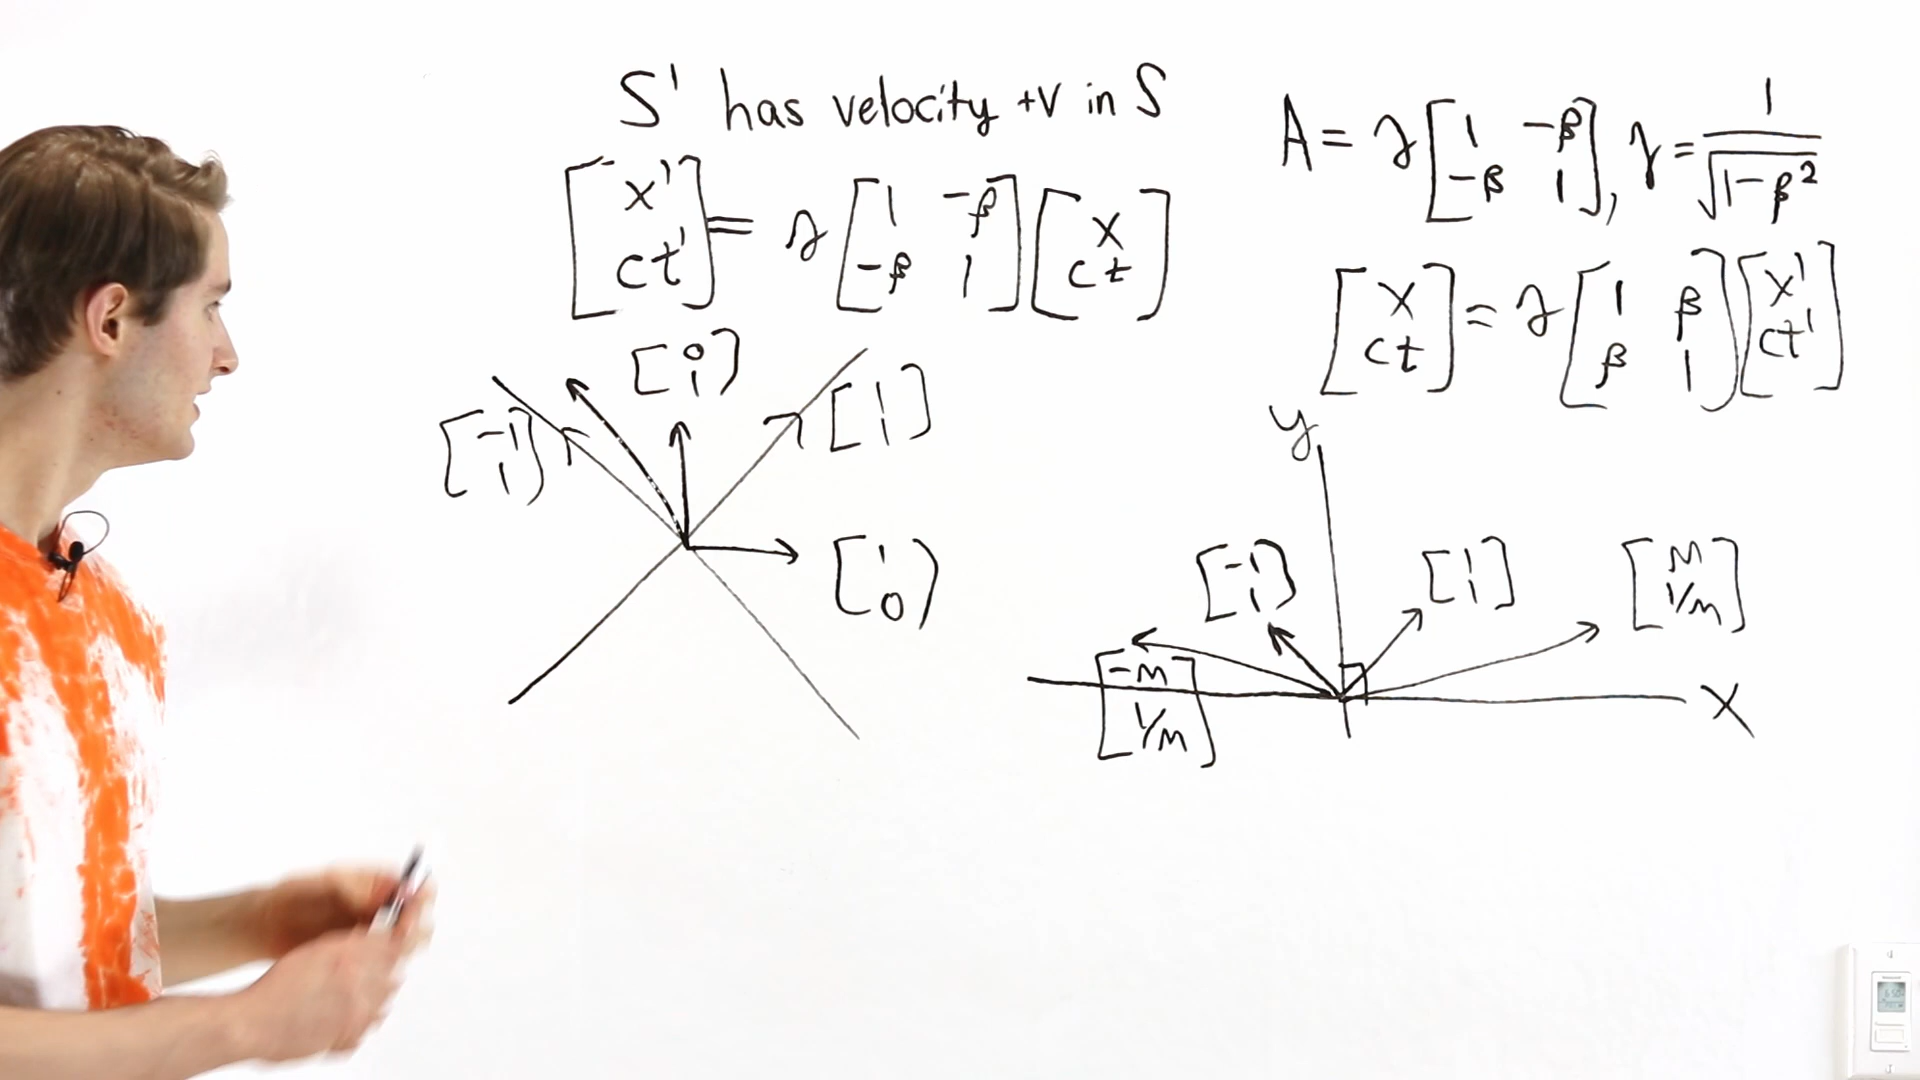 S' has velocity +v in S
[x' ct'] = γ [1 -β -β 1] [x ct]
A = γ [1 -β -β 1], γ = 1/√(1-β²)
[x ct] = γ [1 β β 1] [x' ct']
[0 1]
[-1 1]
[1 1]
[1 0]
y
[-1 1]
[1 1]
[M 1/M]
[-M 1/M]
X